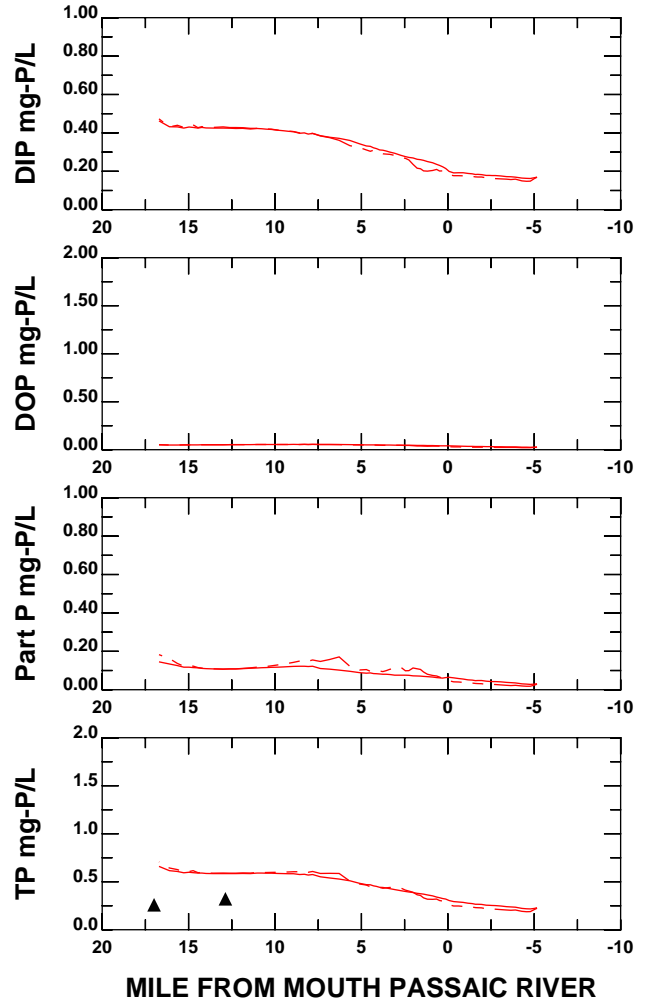 DIP mg-P/L
1.00
0.80
0.60
0.40
0.20
0.00
20 15 10 5 0 -5 -10
DOP mg-P/L
2.00
1.50
1.00
0.50
0.00
20 15 10 5 0 -5 -10
Part P mg-P/L
1.00
0.80
0.60
0.40
0.20
0.00
20 15 10 5 0 -5 -10
TP mg-P/L
2.0
1.5
1.0
0.5
0.0
20 15 10 5 0 -5 -10
MILE FROM MOUTH PASSAIC RIVER